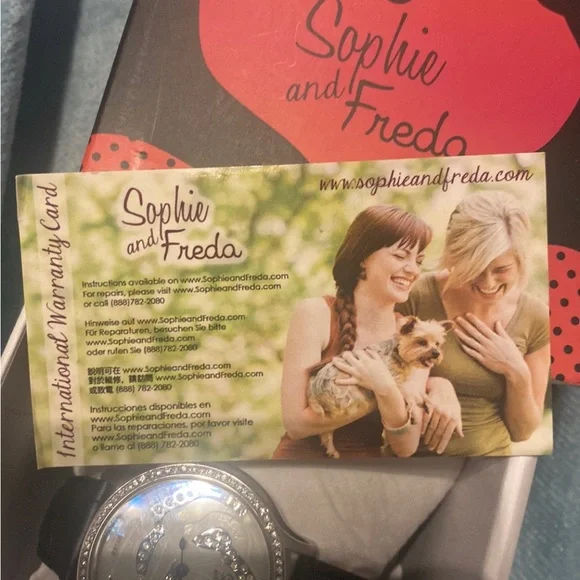 Sophie
and Freda
www.sophieandfreda.com
International Warranty Card
Sophie
and Freda
Instructions available on www.SophieandFreda.com
For repairs, please visit www.SophieandFreda.com
or call (888)782-2080
Hinweise auf www.SophieandFreda.com
Für Reparaturen, besuchen Sie bitte
www.SophieandFreda.com
oder rufen Sie (888)782-2080
說明可在 www.SophieandFreda.com
對於維修，請訪問 www.SophieandFreda.com
或致電 (888) 782-2080
Instrucciones disponibles en
www.SophieandFreda.com
Para las reparaciones, por favor visite
www.SophieandFreda.com
o llame al (888) 782-2080